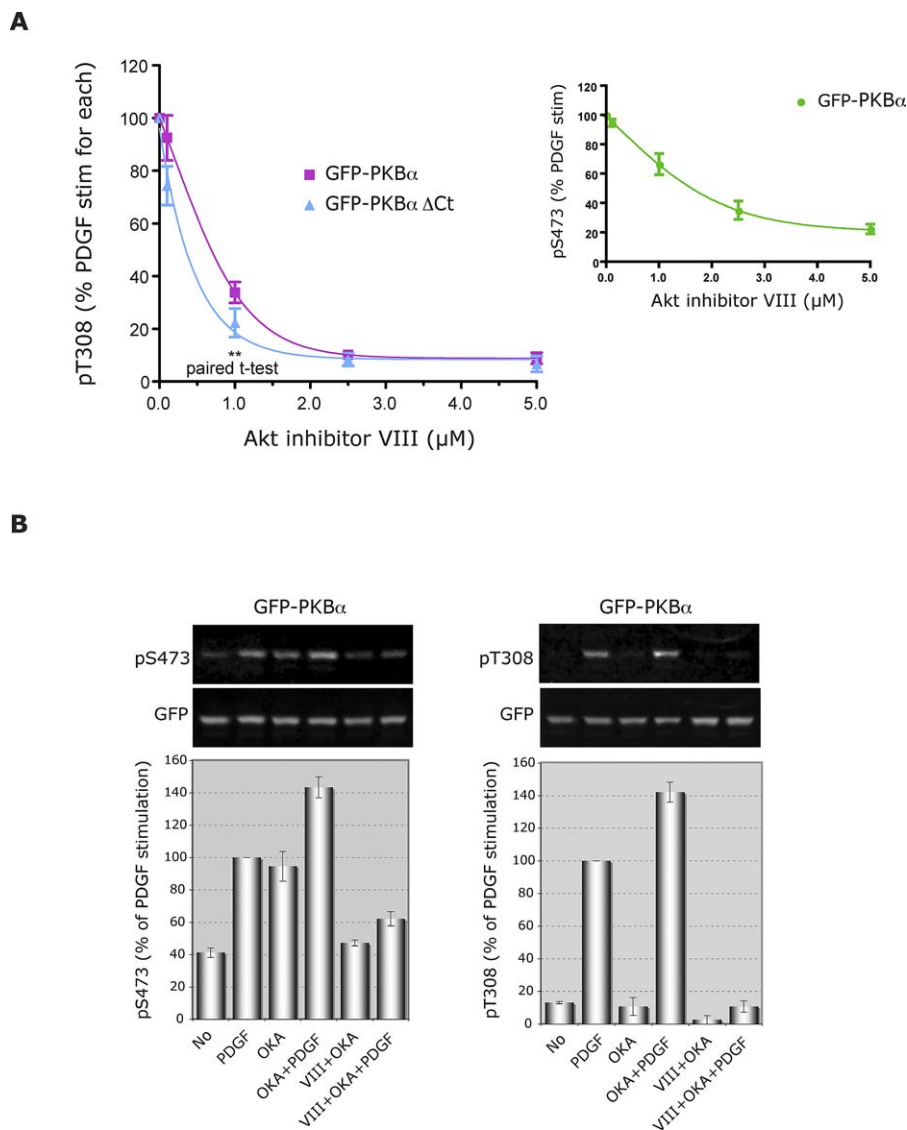 A
pT308 (% PDGF stim for each)
120
100
80
60
40
20
0
0.0
1.0
2.0
3.0
4.0
5.0
Akt inhibitor VIII (µM)
GFP-PKBα
GFP-PKBα ΔCt
**
paired t-test
pS473 (% PDGF stim)
120
100
80
60
40
20
0
0.0
1.0
2.0
3.0
4.0
5.0
Akt inhibitor VIII (µM)
GFP-PKBα
B
GFP-PKBα
pS473
GFP
pS473 (% of PDGF stimulation)
160
140
120
100
80
60
40
20
0
No
PDGF
OKA
OKA+PDGF
VIII+OKA
VIII+OKA+PDGF
GFP-PKBα
pT308
GFP
pT308 (% of PDGF stimulation)
160
140
120
100
80
60
40
20
0
No
PDGF
OKA
OKA+PDGF
VIII+OKA
VIII+OKA+PDGF